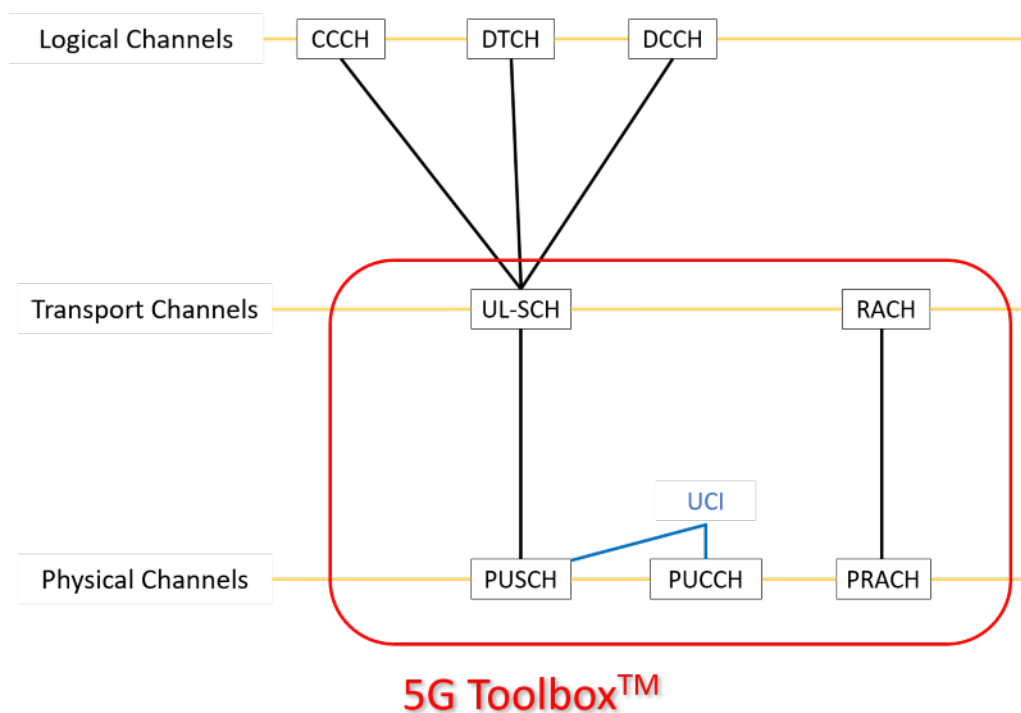 Logical Channels CCCH DTCH DCCH
Transport Channels UL-SCH RACH
UCI
Physical Channels PUSCH PUCCH PRACH
5G Toolbox™